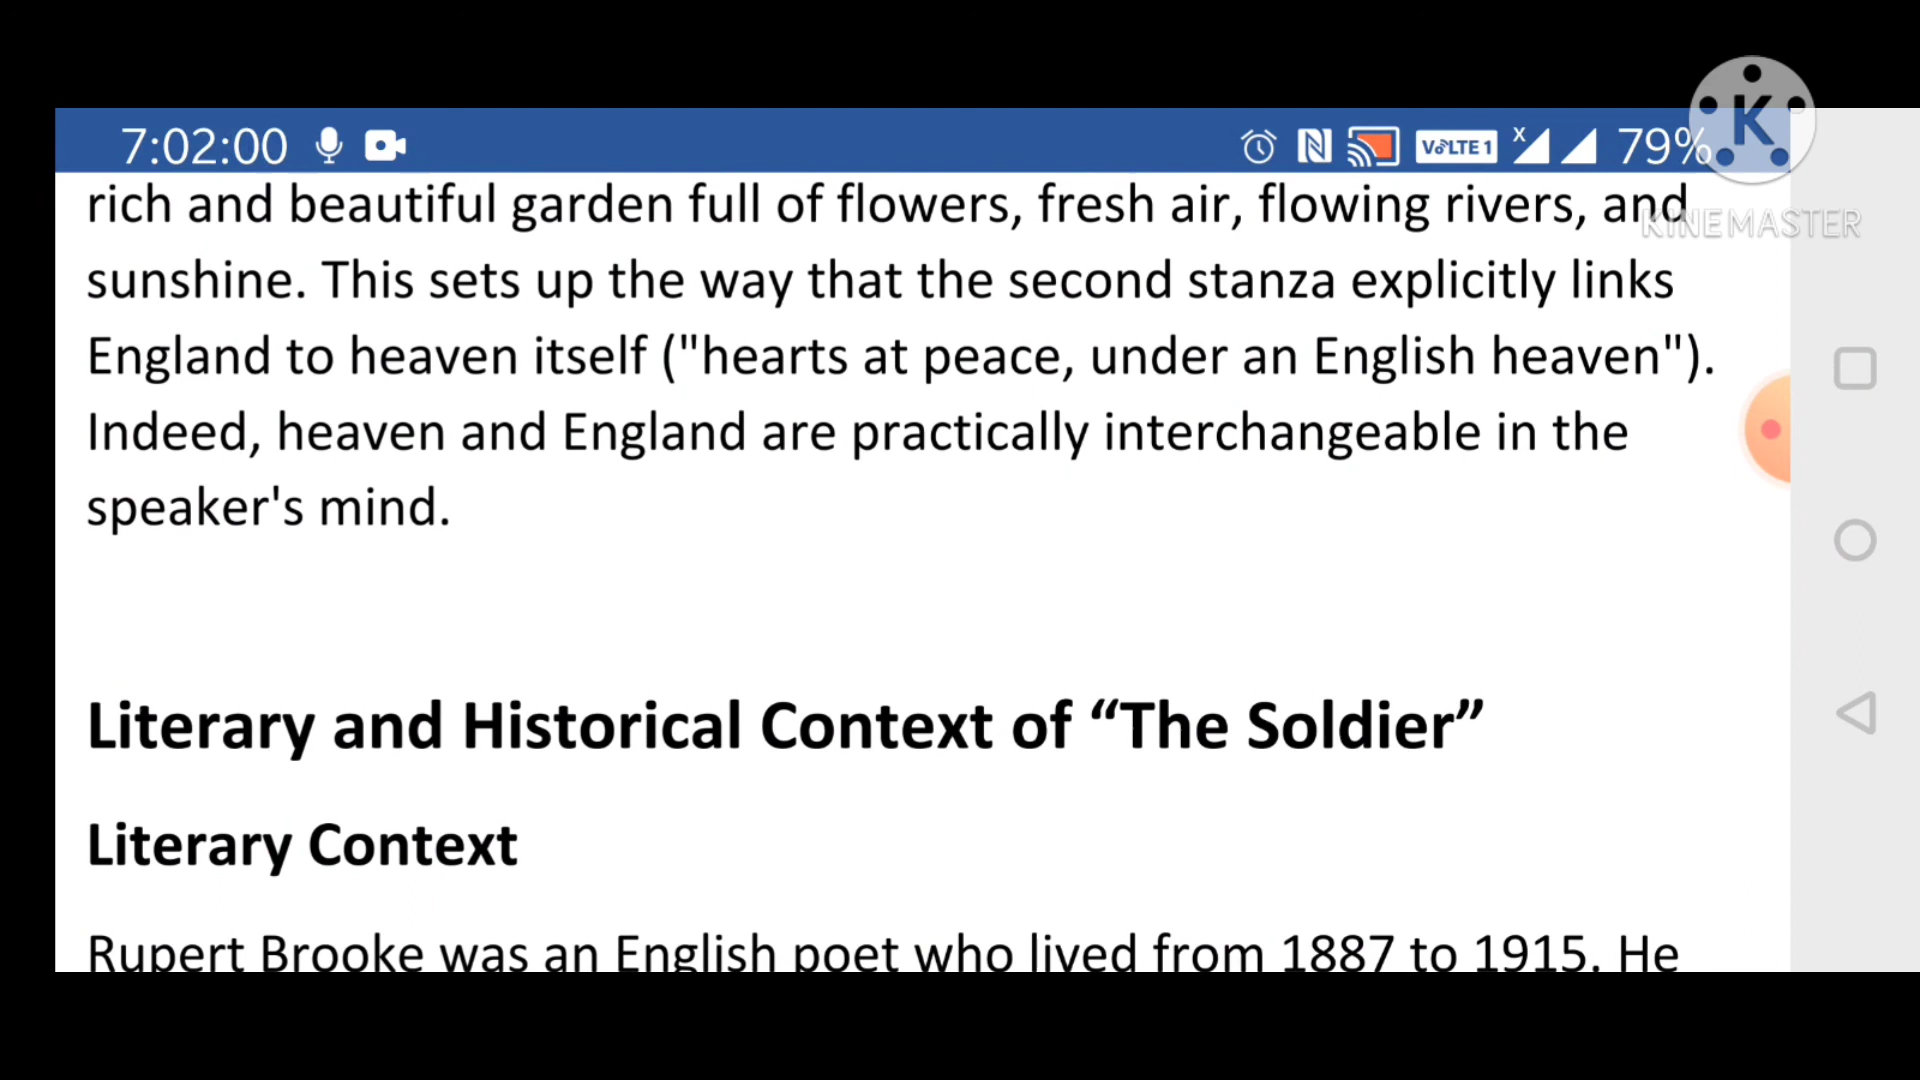 7:02:00 VoLTE 1 x 79%
K
KINEMASTER
rich and beautiful garden full of flowers, fresh air, flowing rivers, and
sunshine. This sets up the way that the second stanza explicitly links
England to heaven itself ("hearts at peace, under an English heaven").
Indeed, heaven and England are practically interchangeable in the
speaker's mind.
Literary and Historical Context of “The Soldier”
Literary Context
Rupert Brooke was an English poet who lived from 1887 to 1915. He